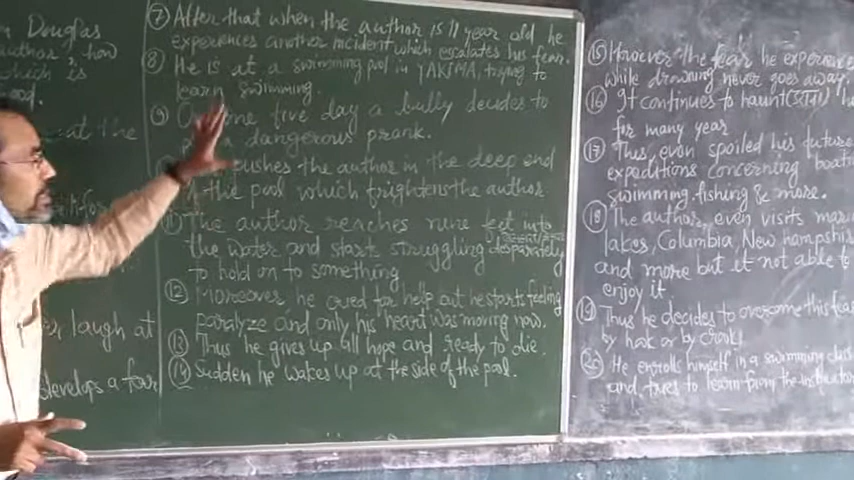 n DOUGlas
author's how
which is
ood.
eat the
er laugh at
develops a fear
⑦ After that when the author is 11 year old he
experiences another incident which escalates his fear.
⑧ He is at a swimming pool in YAKIMA, trying to
learn swimming
⑨ One fine day a bully decides to
a dangerous prank.
pushes the author in the deep end
of the pool which frightens the author
⑪ The author reaches nine feet into
the water and starts struggling desparately
to hold on to something
⑫ Moreover he cried for help but he starts feeling
paralyze and only his heart was moving now.
⑬ Thus he gives up all hope and ready to die.
⑭ Sudden he wakes up at the side of the pool.
⑮ However the fear he experience
while drowning never goes away.
⑯ It continues to haunt
for many year
⑰ Thus even spoiled his future
expeditions concerning boatin
swimming, fishing & more.
⑱ The author even visits
lakes, Columbia, New hampshire
and more but it not able to
enjoy it
⑲ Thus he decides to overcome this fear
by hook or by crook
⑳ He enrolls himself in a swimming cla
and tries to learn from the instructor